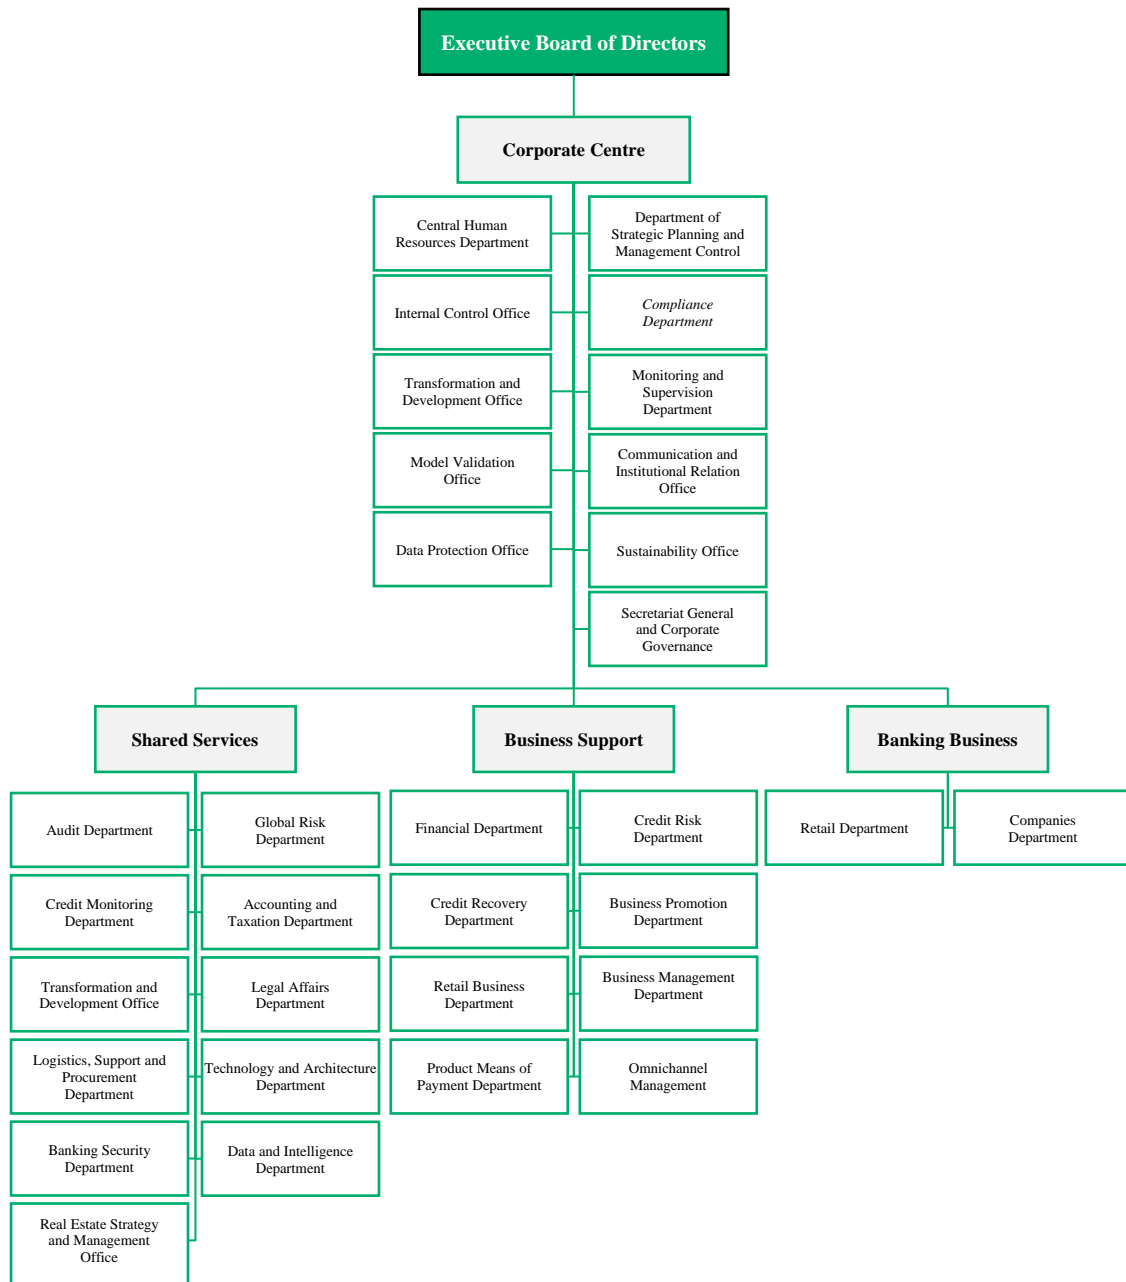 Executive Board of Directors
Corporate Centre
Central Human
Resources Department
Department of
Strategic Planning and
Management Control
Internal Control Office
Compliance
Department
Transformation and
Development Office
Monitoring and
Supervision
Department
Model Validation
Office
Communication and
Institutional Relation
Office
Data Protection Office
Sustainability Office
Secretariat General
and Corporate
Governance
Shared Services
Business Support
Banking Business
Audit Department
Global Risk
Department
Credit Monitoring
Department
Accounting and
Taxation Department
Transformation and
Development Office
Legal Affairs
Department
Logistics, Support and
Procurement
Department
Technology and Architecture
Department
Banking Security
Department
Data and Intelligence
Department
Real Estate Strategy
and Management
Office
Financial Department
Credit Risk
Department
Credit Recovery
Department
Business Promotion
Department
Retail Business
Department
Business Management
Department
Product Means of
Payment Department
Omnichannel
Management
Retail Department
Companies
Department